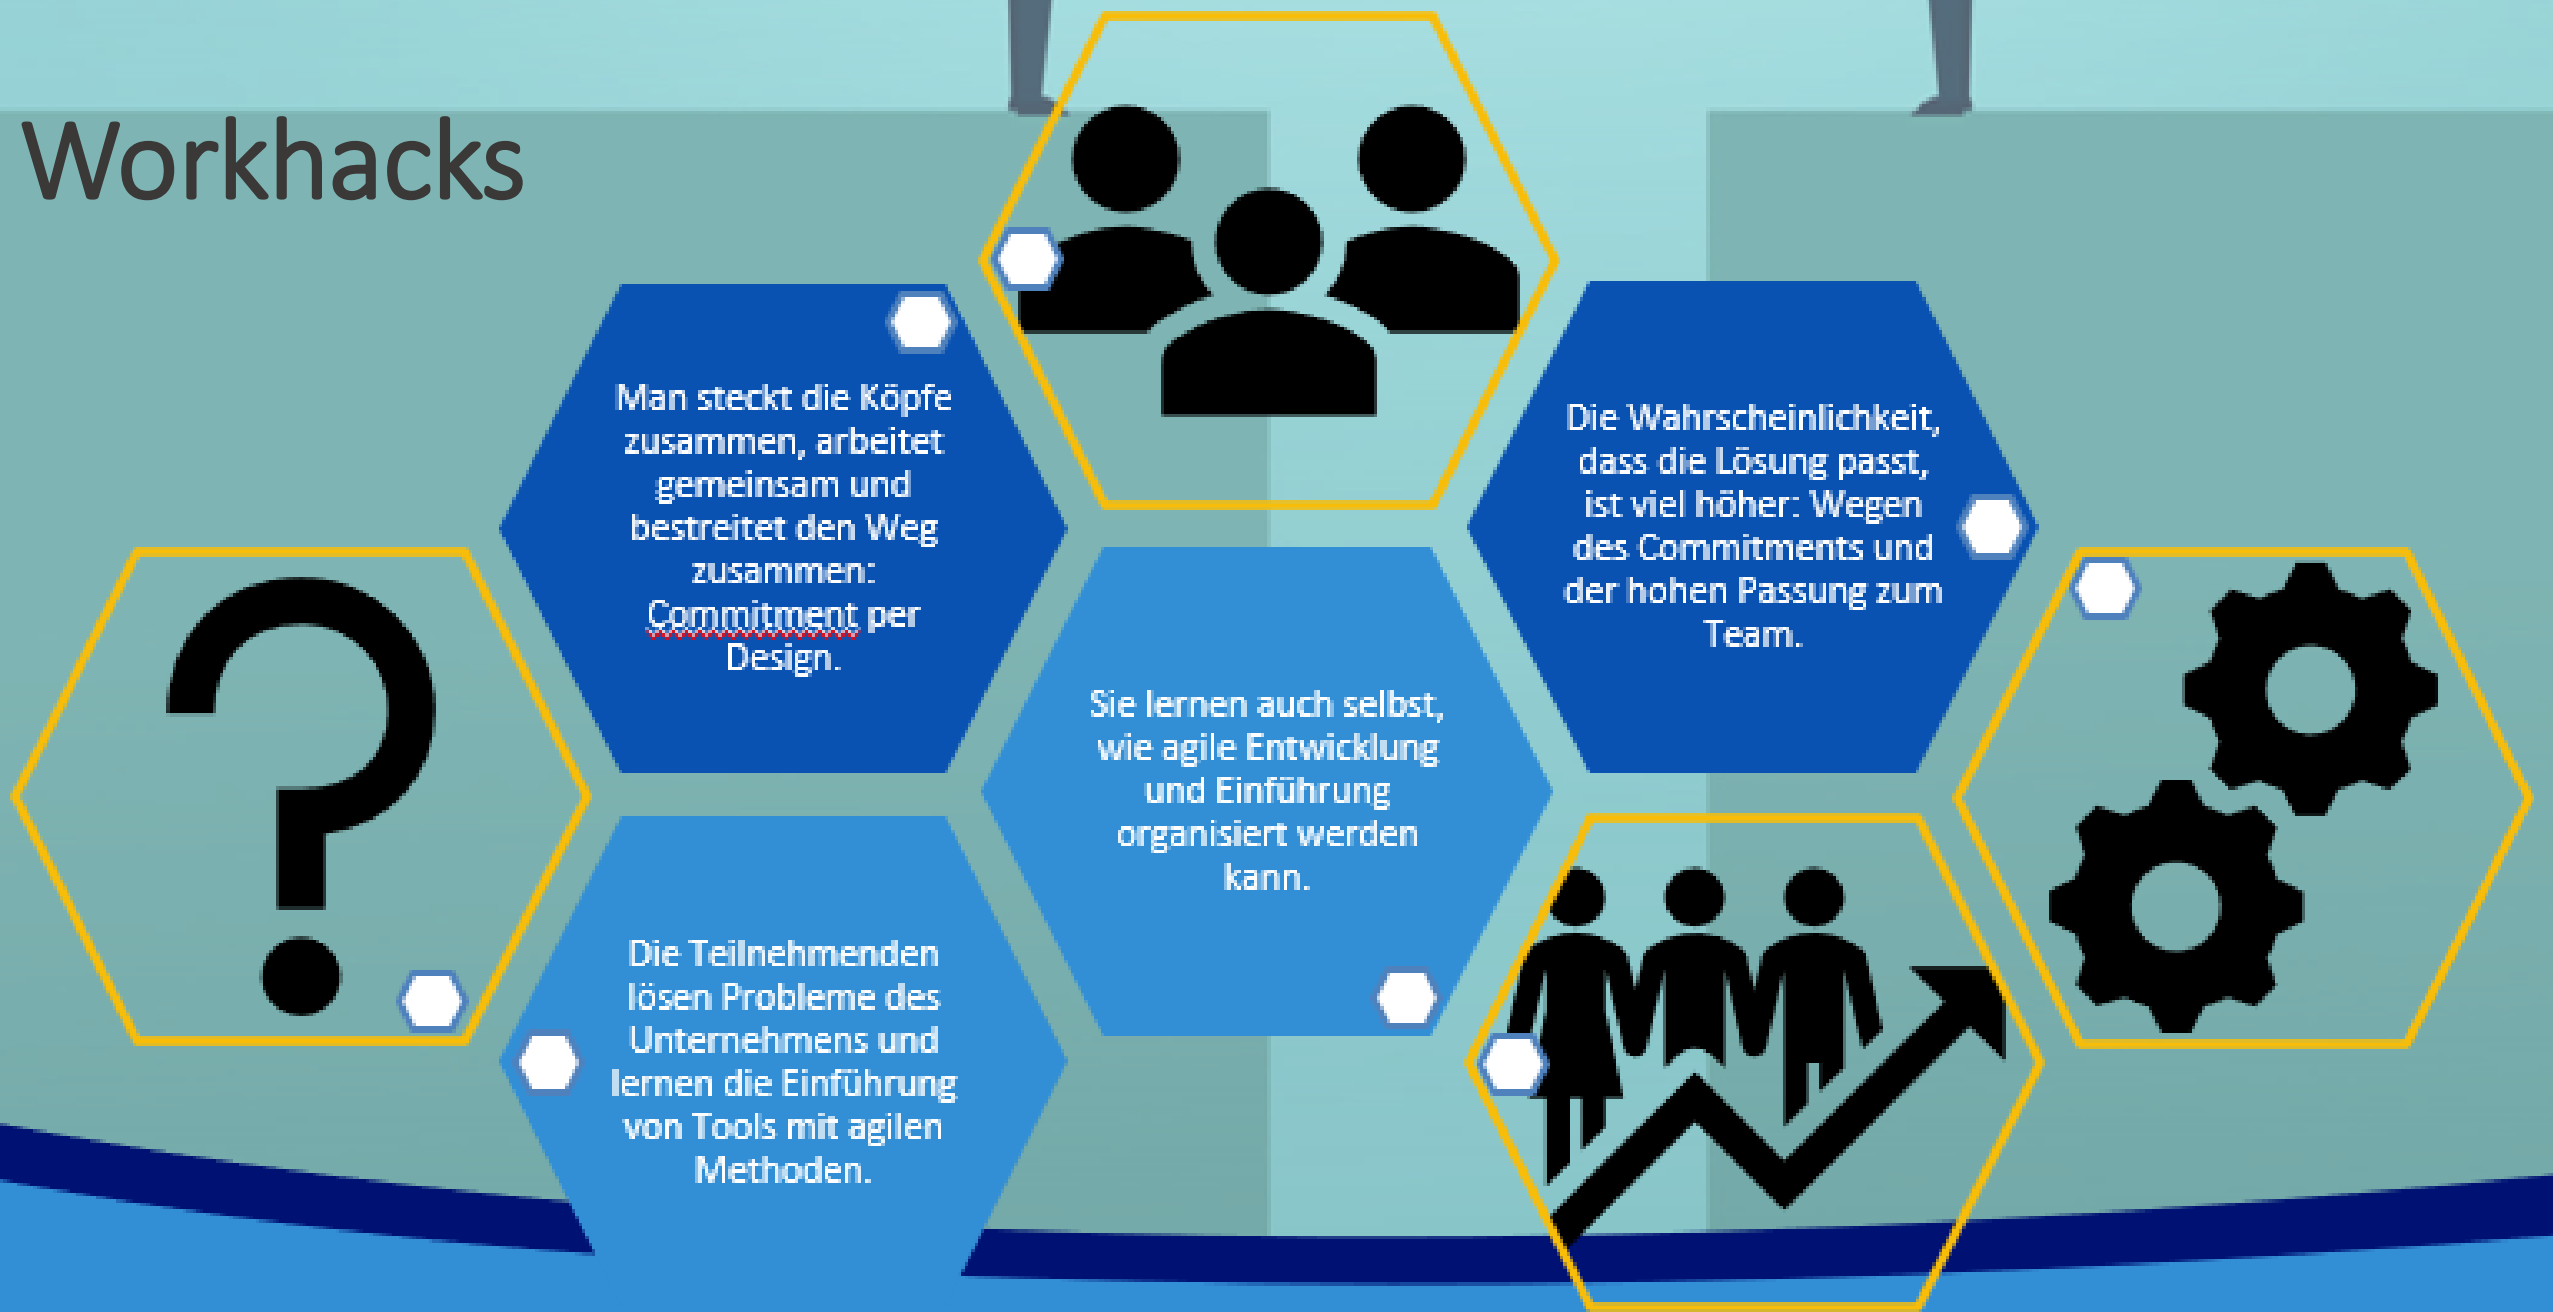 Workhacks
Man steckt die Köpfe
zusammen, arbeitet
gemeinsam und
bestreitet den Weg
zusammen:
Commitment per
Design.
Die Wahrscheinlichkeit,
dass die Lösung passt,
ist viel höher: Wegen
des Commitments und
der hohen Passung zum
Team.
Sie lernen auch selbst,
wie agile Entwicklung
und Einführung
organisiert werden
kann.
Die Teilnehmenden
lösen Probleme des
Unternehmens und
lernen die Einführung
von Tools mit agilen
Methoden.